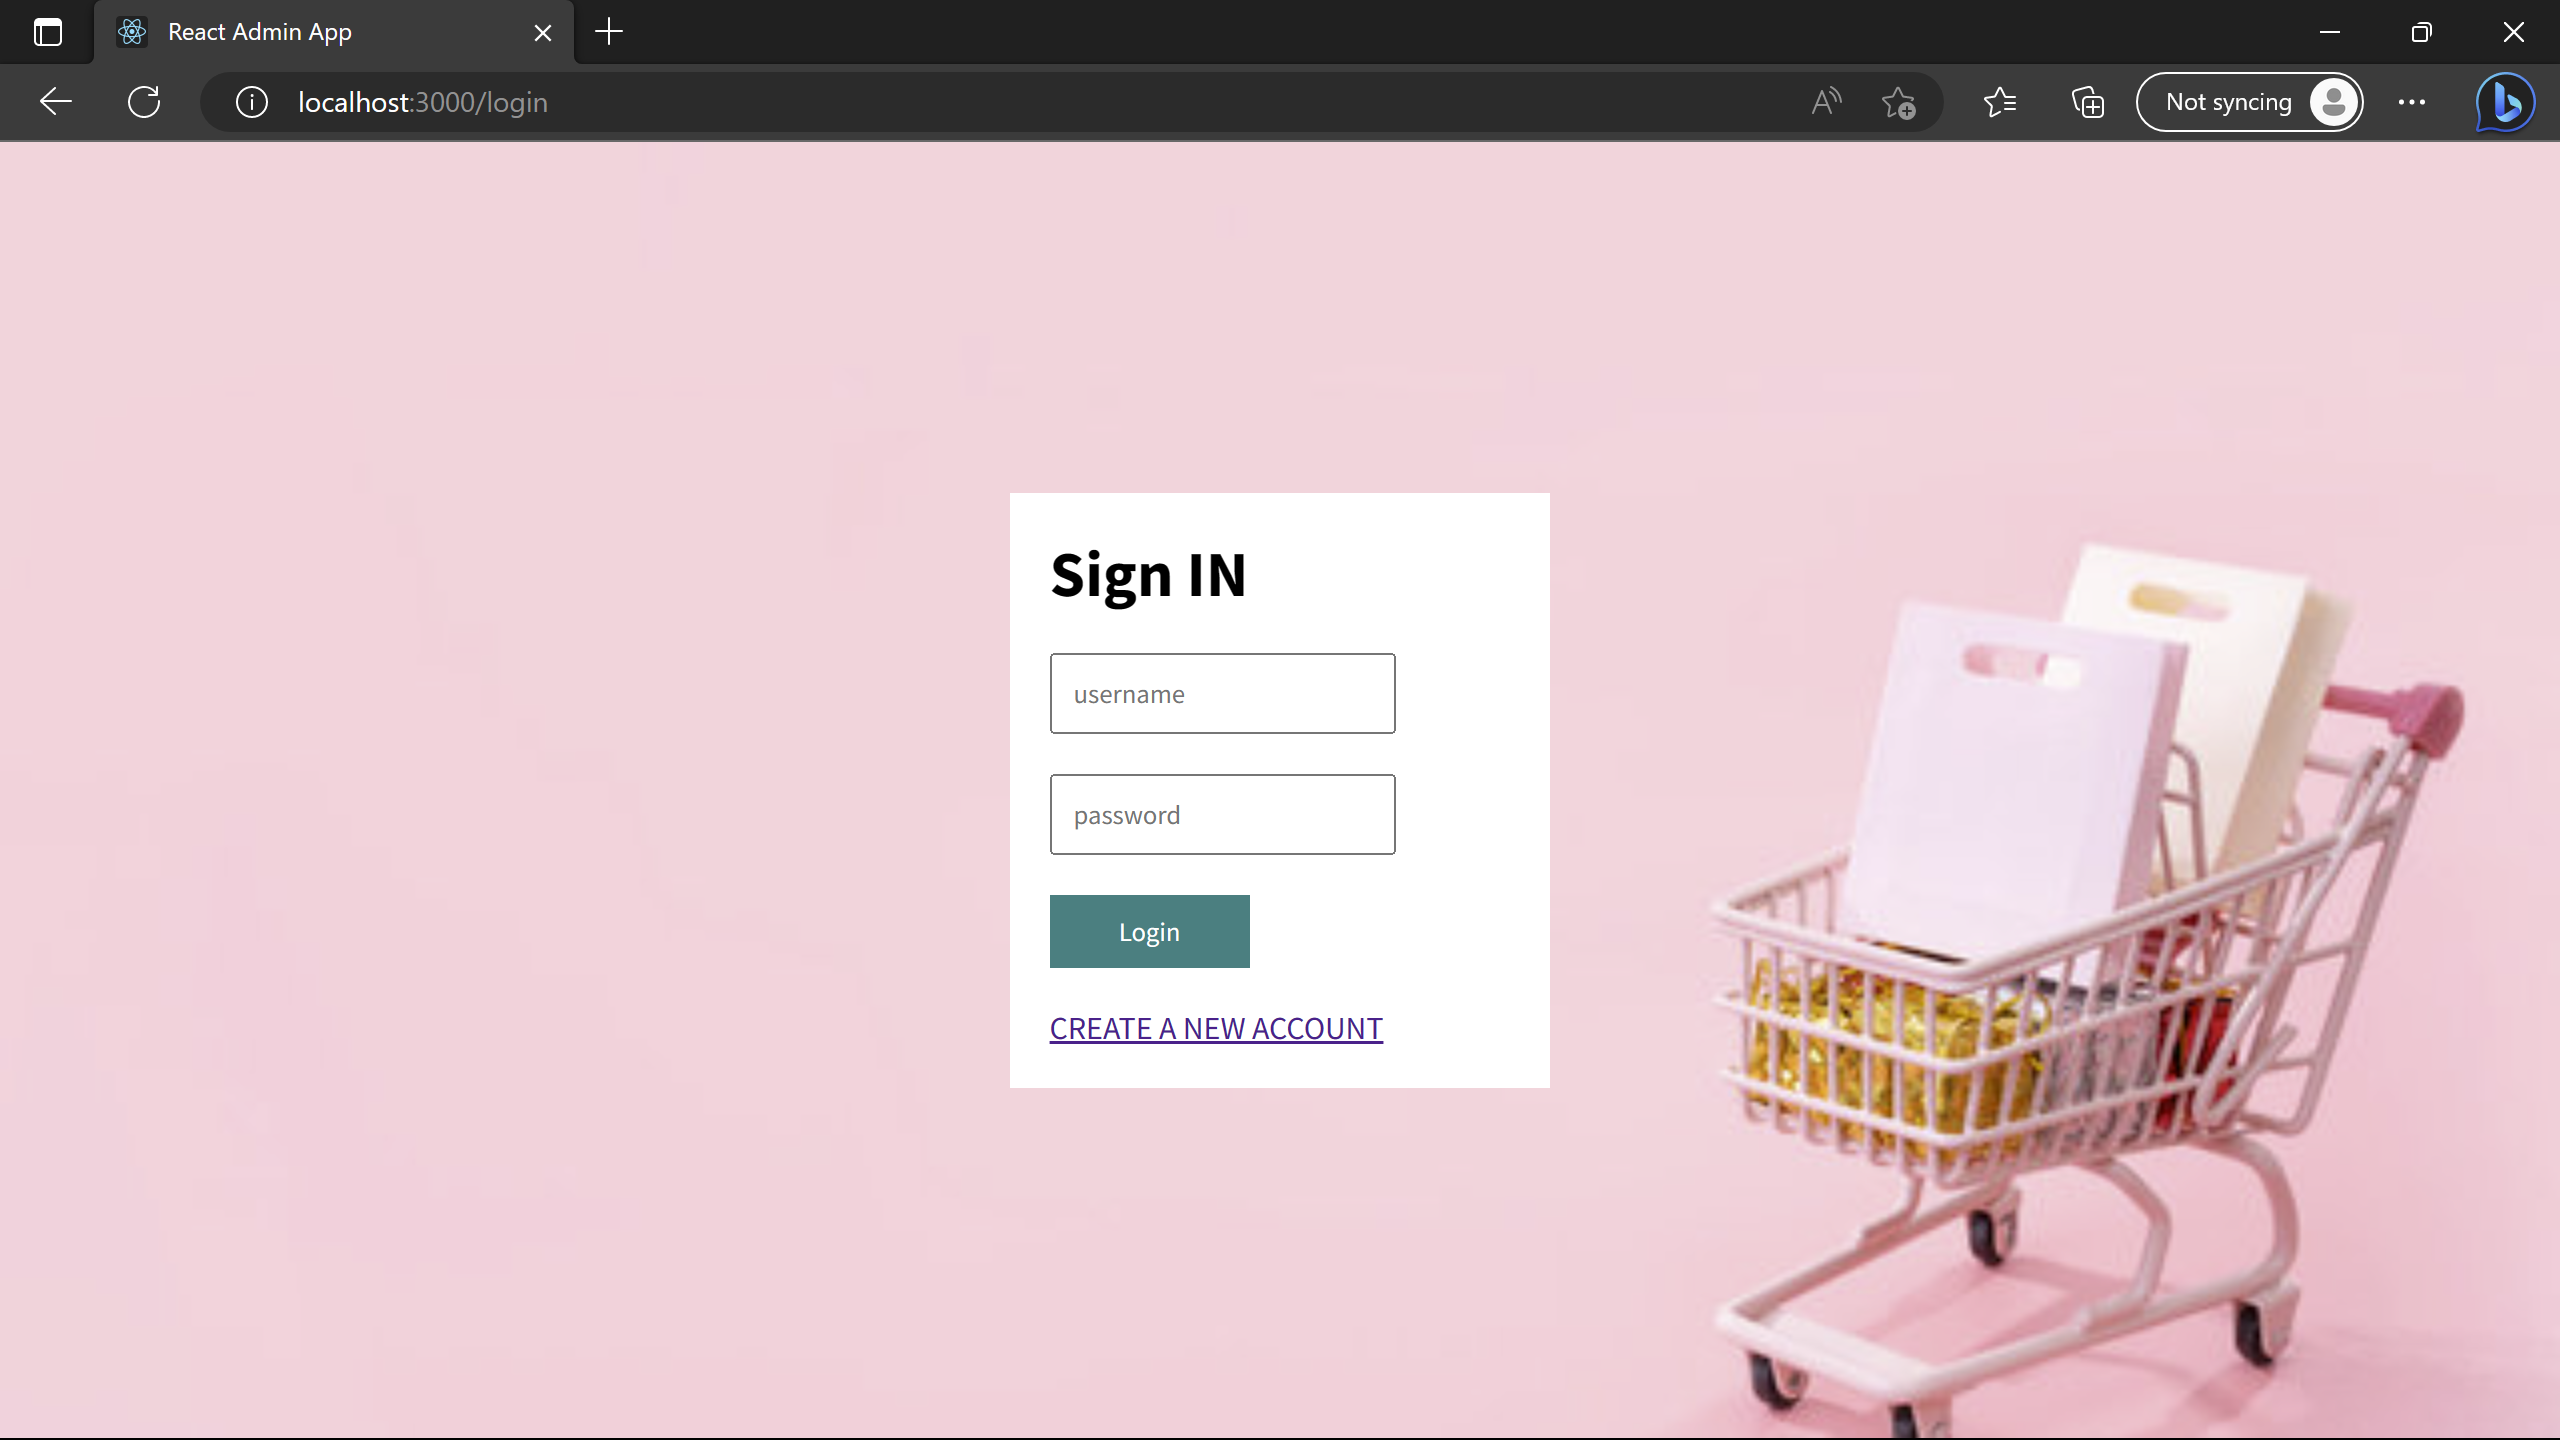 React Admin App
localhost:3000/login
Not syncing
Sign IN
username
password
Login
CREATE A NEW ACCOUNT